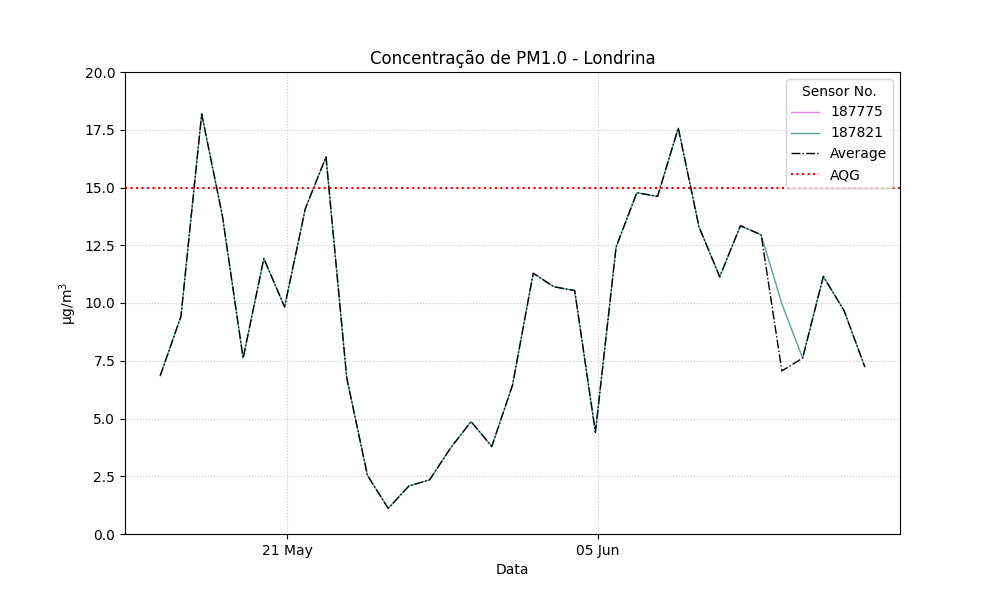 Concentração de PM1.0 - Londrina
20.0
17.5
15.0
12.5
10.0
7.5
5.0
2.5
0.0
µg/m³
21 May
05 Jun
Data
Sensor No.
187775
187821
Average
AQG